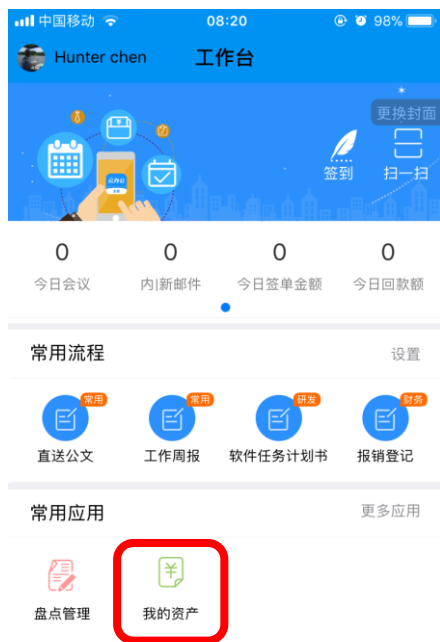 中国移动 08:20 98%
Hunter chen 工作台
更换封面
云办公
签到 扫一扫
0 0 0 0
今日会议 内|新邮件 今日签单金额 今日回款额
常用流程 设置
常用 常用 研发 财务
直送公文 工作周报 软件任务计划书 报销登记
常用应用 更多应用
盘点管理 我的资产